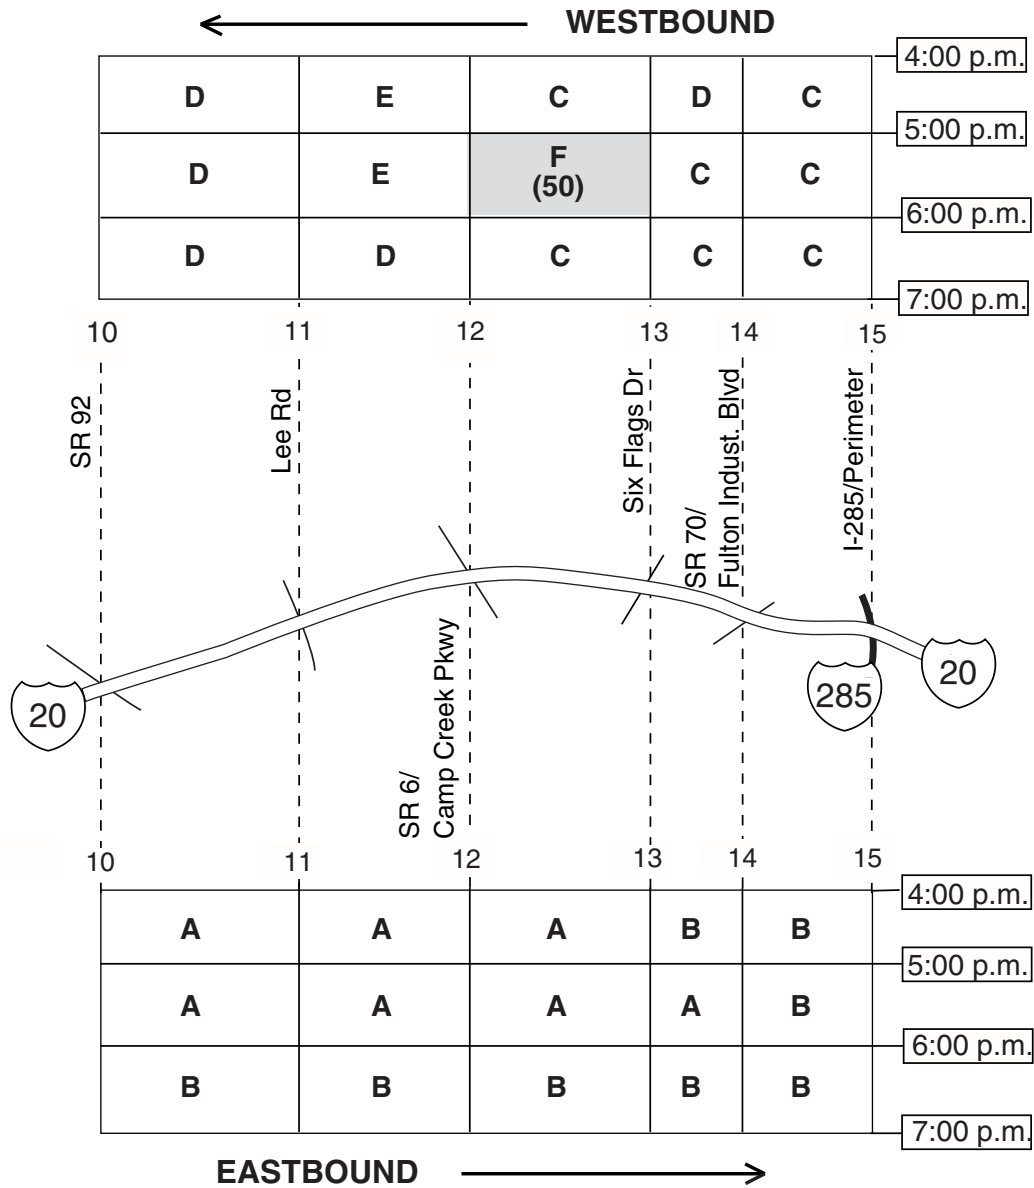 WESTBOUND
4:00 p.m.
D E C D C
5:00 p.m.
D E F C C
(50)
6:00 p.m.
D D C C C
7:00 p.m.
10 11 12 13 14 15
SR 92
Lee Rd
Six Flags Dr
SR 70/
Fulton Indust. Blvd
I-285/Perimeter
20
285
20
SR 6/
Camp Creek Pkwy
10 11 12 13 14 15
4:00 p.m.
A A A B B
5:00 p.m.
A A A A B
6:00 p.m.
B B B B B
7:00 p.m.
EASTBOUND